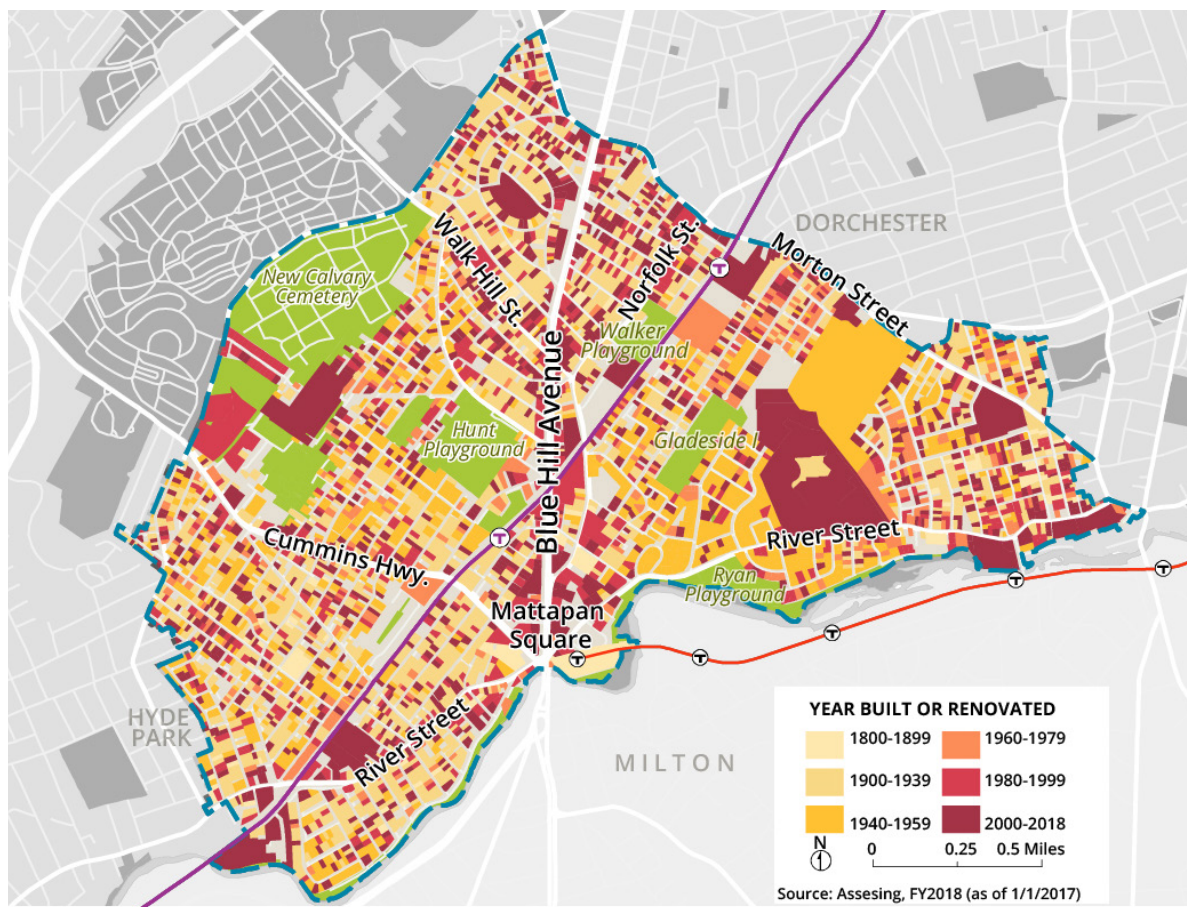 DORCHESTER
Morton Street
Norfolk St.
Walk Hill St.
New Calvary
Cemetery
Walker
Playground
Blue Hill Avenue
Hunt
Playground
Gladeside I
River Street
Cummins Hwy.
Ryan
Playground
Mattapan
Square
HYDE
PARK
River Street
MILTON
T
T
T
T
T
T
T
YEAR BUILT OR RENOVATED
1800-1899
1960-1979
1900-1939
1980-1999
1940-1959
2000-2018
N
0 0.25 0.5 Miles
Source: Assesing, FY2018 (as of 1/1/2017)